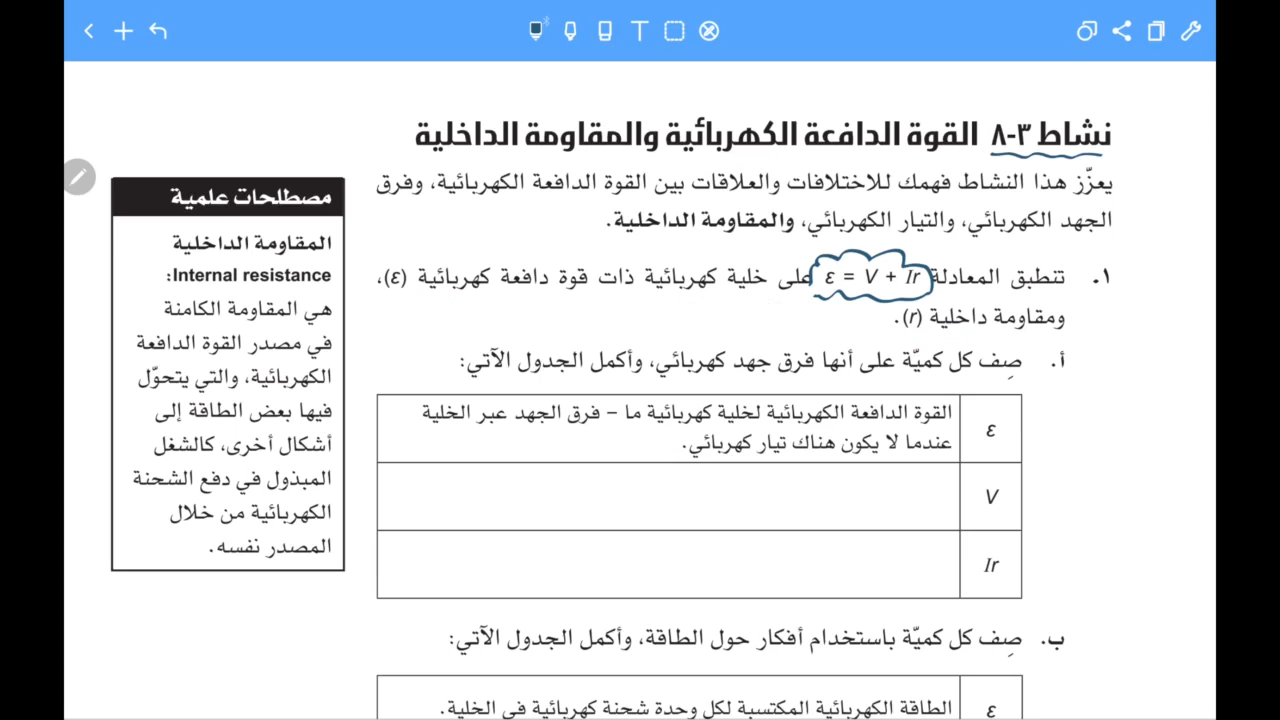 نشاط ٣-٨ القوة الدافعة الكهربائية والمقاومة الداخلية
يعزّز هذا النشاط فهمك للاختلافات والعلاقات بين القوة الدافعة الكهربائية، وفرق
الجهد الكهربائي، والتيار الكهربائي، والمقاومة الداخلية.
١. تنطبق المعادلة ε = V + Ir على خلية كهربائية ذات قوة دافعة كهربائية (ε)،
ومقاومة داخلية (r).
أ. صِف كل كميّة على أنها فرق جهد كهربائي، وأكمل الجدول الآتي:
ε القوة الدافعة الكهربائية لخلية كهربائية ما – فرق الجهد عبر الخلية
عندما لا يكون هناك تيار كهربائي.
V
Ir
ب. صِف كل كميّة باستخدام أفكار حول الطاقة، وأكمل الجدول الآتي:
ε الطاقة الكهربائية المكتسبة لكل وحدة شحنة كهربائية في الخلية.
مصطلحات علمية
المقاومة الداخلية
Internal resistance:
هي المقاومة الكامنة
في مصدر القوة الدافعة
الكهربائية، والتي يتحوّل
فيها بعض الطاقة إلى
أشكال أخرى، كالشغل
المبذول في دفع الشحنة
الكهربائية من خلال
المصدر نفسه.
T